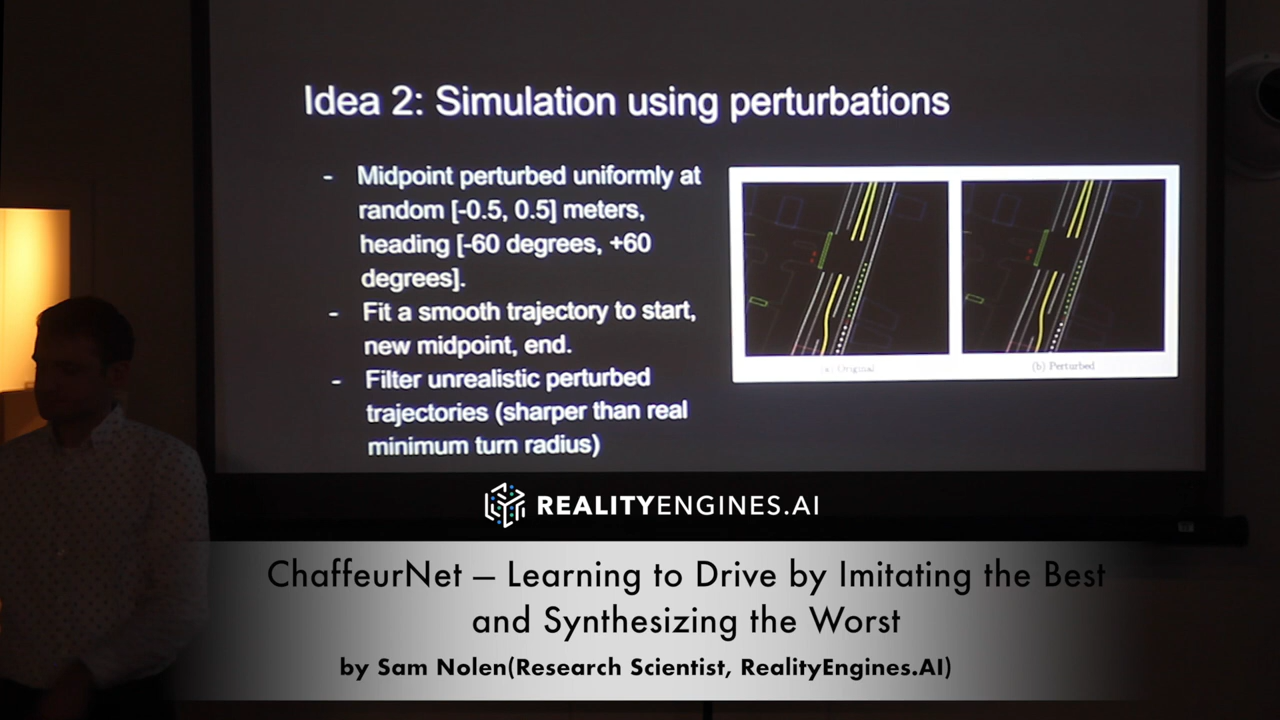 Idea 2: Simulation using perturbations
- Midpoint perturbed uniformly at
random [-0.5, 0.5] meters,
heading [-60 degrees, +60
degrees].
- Fit a smooth trajectory to start,
new midpoint, end.
- Filter unrealistic perturbed
trajectories (sharper than real
minimum turn radius)
(a) Original
(b) Perturbed
REALITYENGINES.AI
ChaffeurNet — Learning to Drive by Imitating the Best
and Synthesizing the Worst
by Sam Nolen(Research Scientist, RealityEngines.AI)